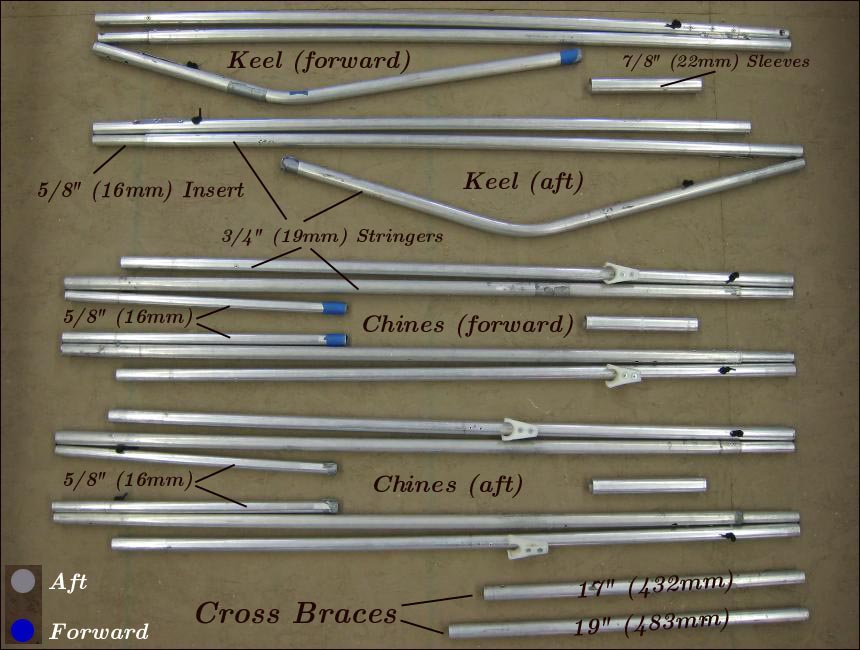 Keel (forward)
7/8" (22mm) Sleeves
Keel (aft)
5/8" (16mm) Insert
3/4" (19mm) Stringers
5/8" (16mm)
Chines (forward)
5/8" (16mm)
Chines (aft)
Aft
Forward
Cross Braces
17" (432mm)
19" (483mm)